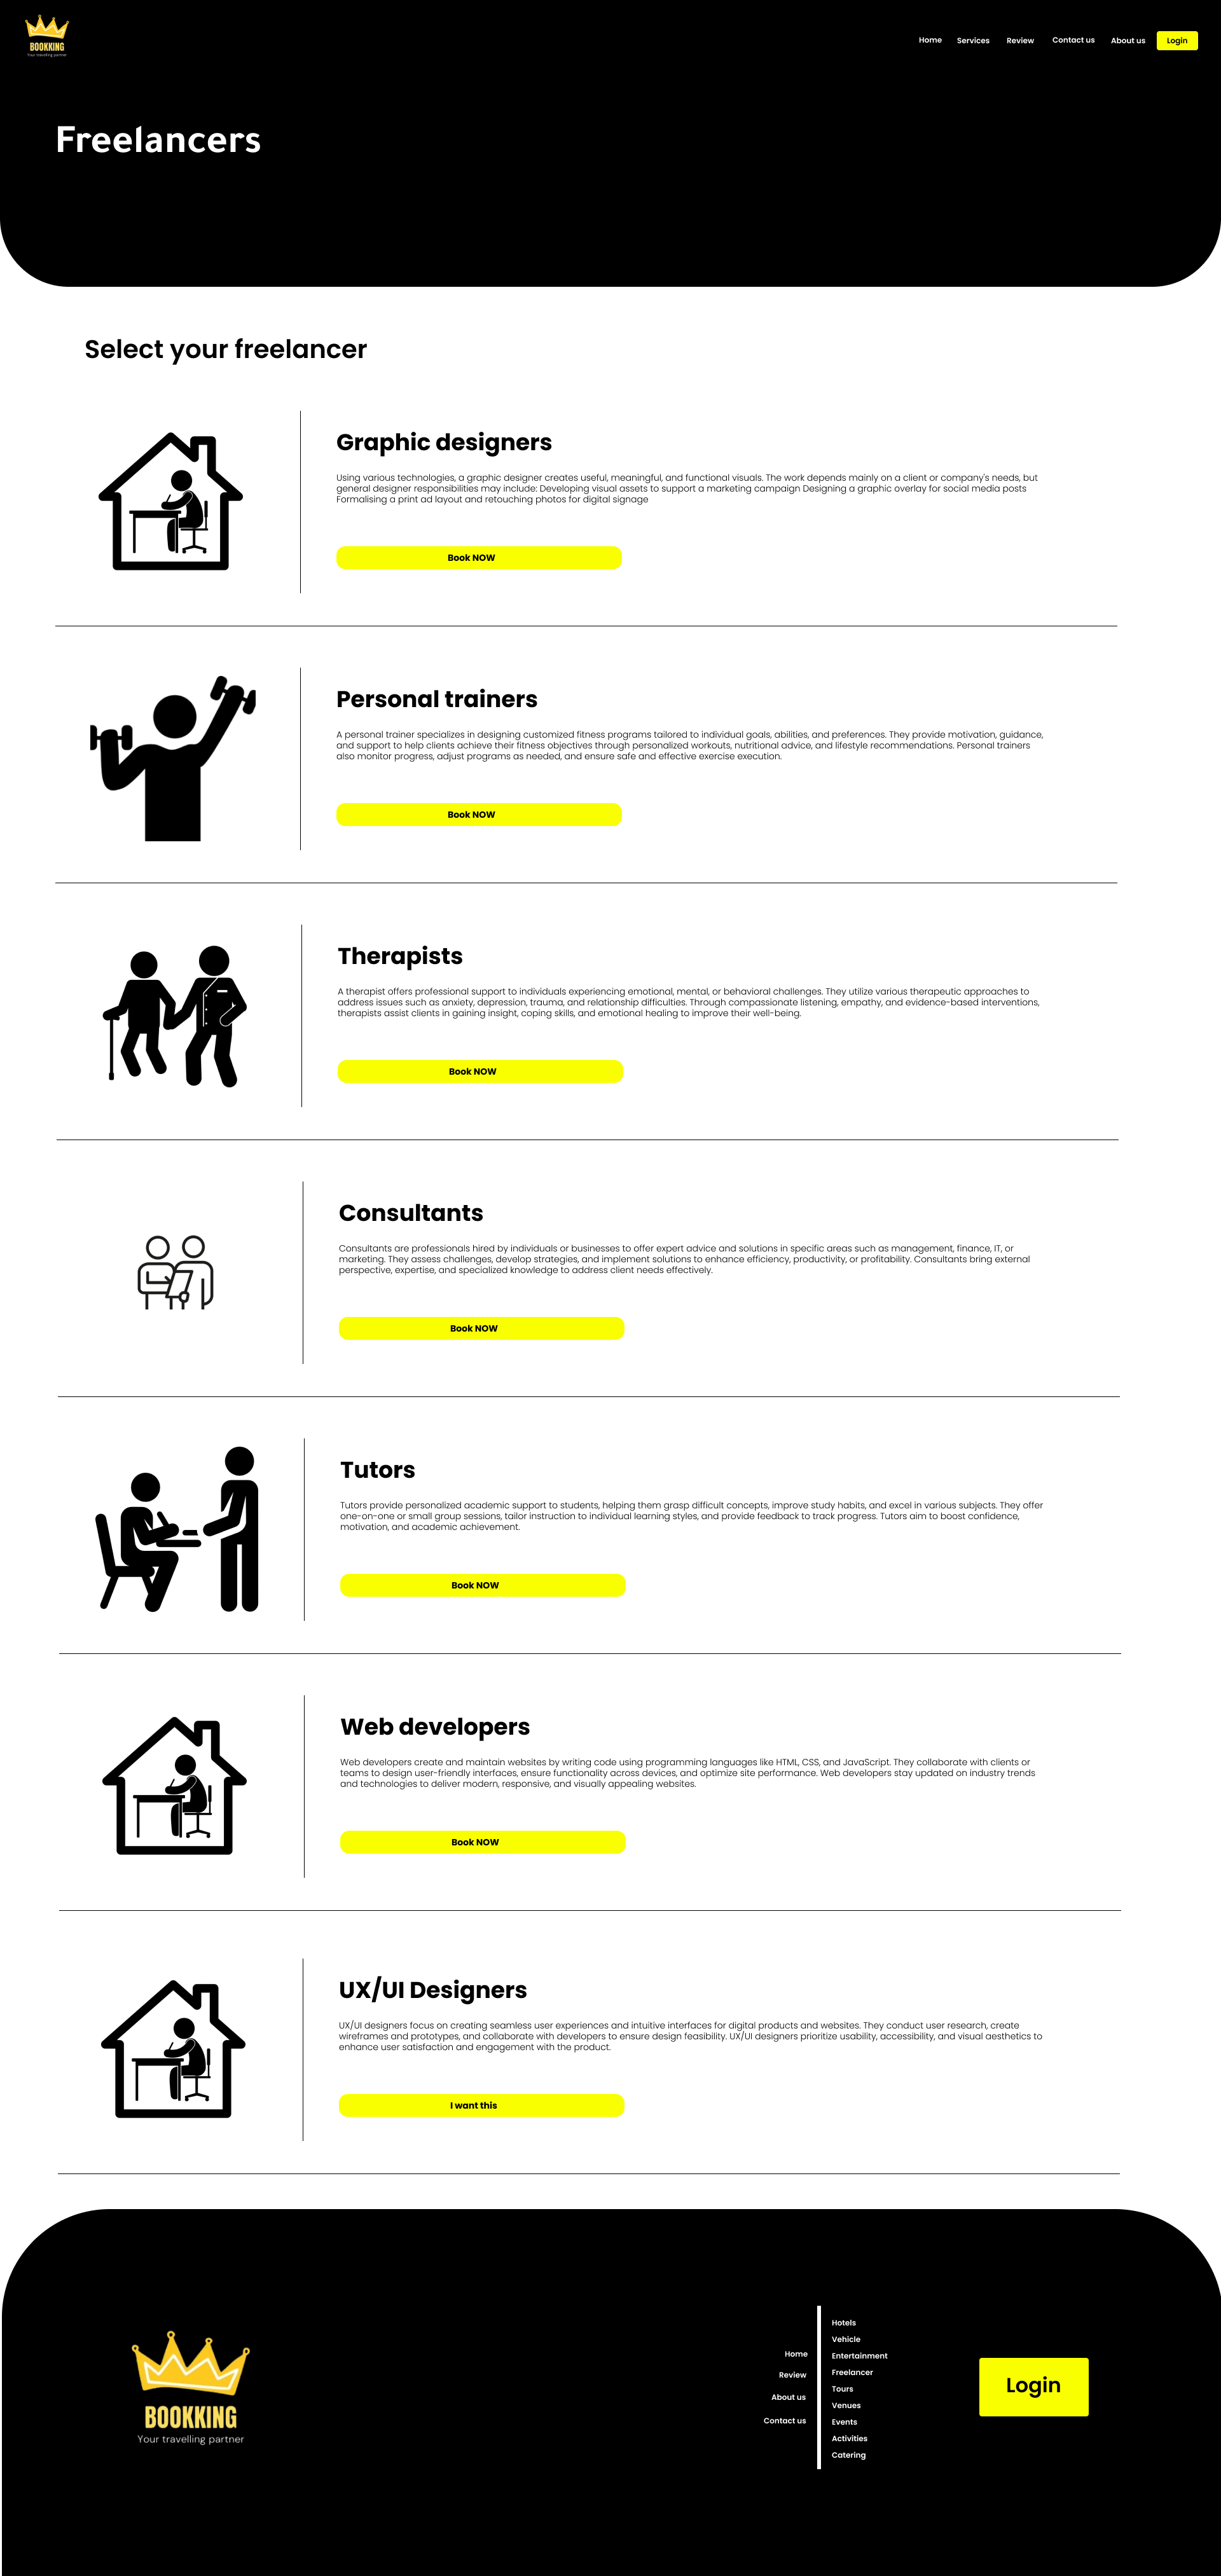 BOOKKING
Your travelling partner
Home Services Review Contact us About us Login
Freelancers
Select your freelancer
Graphic designers
Using various technologies, a graphic designer creates useful, meaningful, and functional visuals. The work depends mainly on a client or company's needs, but
general designer responsibilities may include: Developing visual assets to support a marketing campaign Designing a graphic overlay for social media posts
Formalising a print ad layout and retouching photos for digital signage
Book NOW
Personal trainers
A personal trainer specializes in designing customized fitness programs tailored to individual goals, abilities, and preferences. They provide motivation, guidance,
and support to help clients achieve their fitness objectives through personalized workouts, nutritional advice, and lifestyle recommendations. Personal trainers
also monitor progress, adjust programs as needed, and ensure safe and effective exercise execution.
Book NOW
Therapists
A therapist offers professional support to individuals experiencing emotional, mental, or behavioral challenges. They utilize various therapeutic approaches to
address issues such as anxiety, depression, trauma, and relationship difficulties. Through compassionate listening, empathy, and evidence-based interventions,
therapists assist clients in gaining insight, coping skills, and emotional healing to improve their well-being.
Book NOW
Consultants
Consultants are professionals hired by individuals or businesses to offer expert advice and solutions in specific areas such as management, finance, IT, or
marketing. They assess challenges, develop strategies, and implement solutions to enhance efficiency, productivity, or profitability. Consultants bring external
perspective, expertise, and specialized knowledge to address client needs effectively.
Book NOW
Tutors
Tutors provide personalized academic support to students, helping them grasp difficult concepts, improve study habits, and excel in various subjects. They offer
one-on-one or small group sessions, tailor instruction to individual learning styles, and provide feedback to track progress. Tutors aim to boost confidence,
motivation, and academic achievement.
Book NOW
Web developers
Web developers create and maintain websites by writing code using programming languages like HTML, CSS, and JavaScript. They collaborate with clients or
teams to design user-friendly interfaces, ensure functionality across devices, and optimize site performance. Web developers stay updated on industry trends
and technologies to deliver modern, responsive, and visually appealing websites.
Book NOW
UX/UI Designers
UX/UI designers focus on creating seamless user experiences and intuitive interfaces for digital products and websites. They conduct user research, create
wireframes and prototypes, and collaborate with developers to ensure design feasibility. UX/UI designers prioritize usability, accessibility, and visual aesthetics to
enhance user satisfaction and engagement with the product.
I want this
BOOKKING
Your travelling partner
Home
Review
About us
Contact us
Hotels
Vehicle
Entertainment
Freelancer
Tours
Venues
Events
Activities
Catering
Login